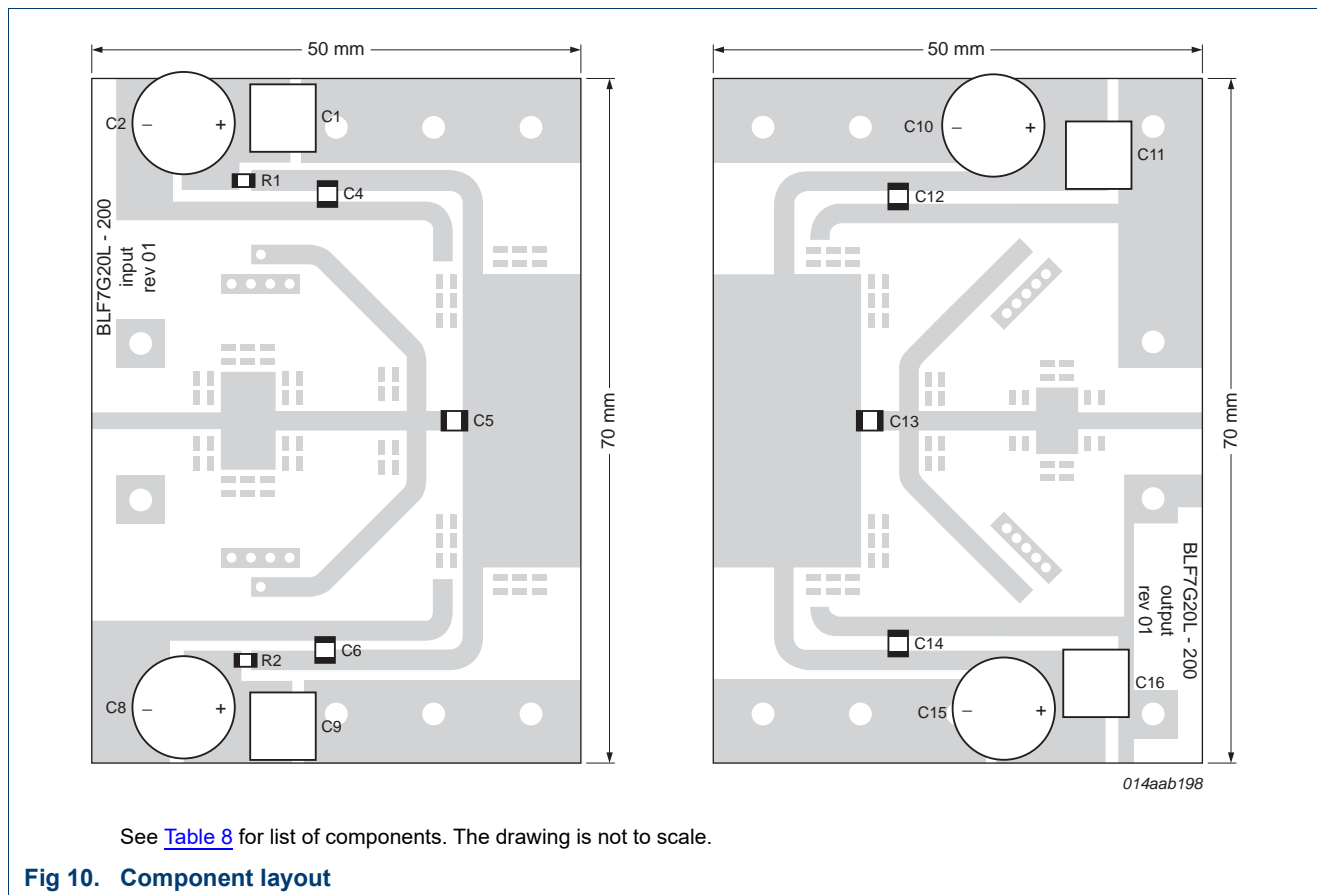 50 mm
50 mm
C2
−
+
C1
R1
C4
BLF7G20L - 200
input
rev 01
C5
70 mm
C6
R2
C8
−
+
C9
C10
−
+
C11
C12
C13
70 mm
C14
BLF7G20L - 200
output
rev 01
C15
−
+
C16
014aab198
See Table 8 for list of components. The drawing is not to scale.
Fig 10. Component layout